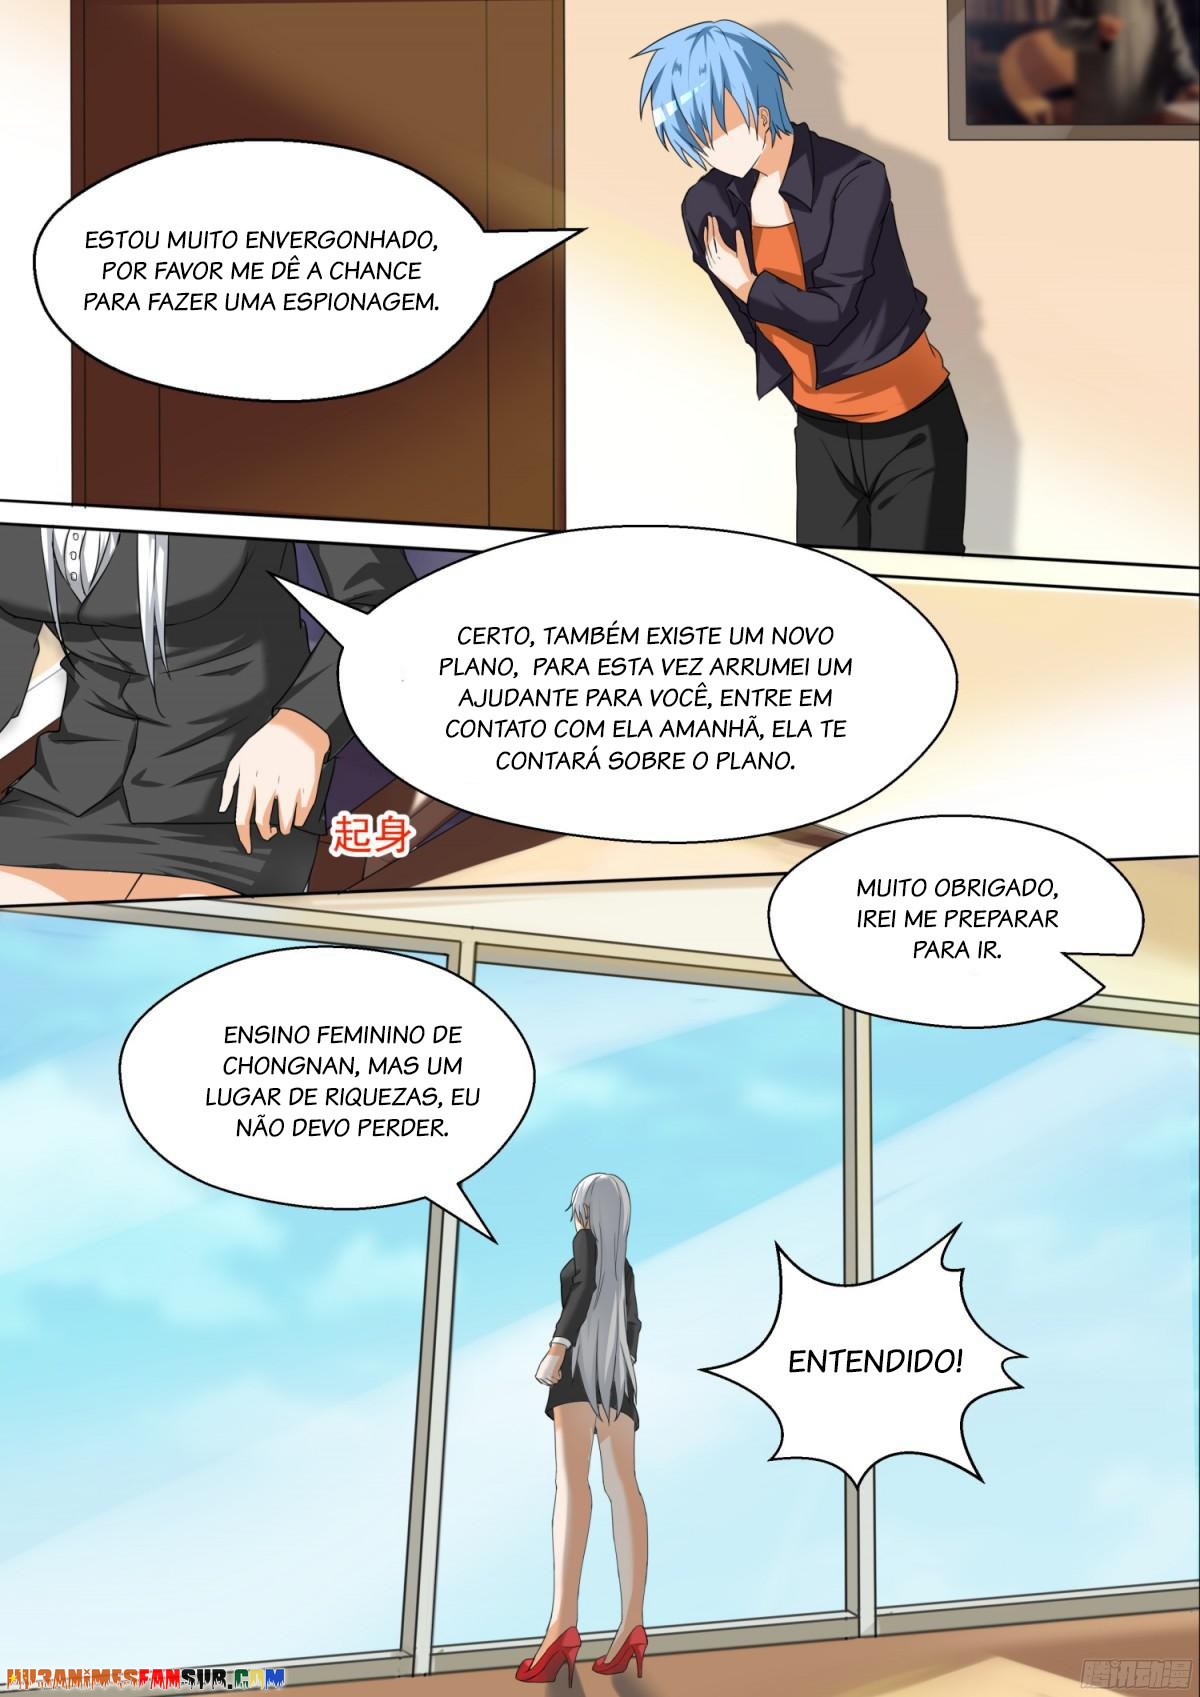 ESTOU MUITO ENVERGONHADO,
POR FAVOR ME DÊ A CHANCE
PARA FAZER UMA ESPIONAGEM.
CERTO, TAMBÉM EXISTE UM NOVO
PLANO, PARA ESTA VEZ ARRUMEI UM
AJUDANTE PARA VOCÊ, ENTRE EM
CONTATO COM ELA AMANHÃ, ELA TE
CONTARÁ SOBRE O PLANO.
起身
MUITO OBRIGADO,
IREI ME PREPARAR
PARA IR.
ENSINO FEMININO DE
CHONGNAN, MAS UM
LUGAR DE RIQUEZAS, EU
NÃO DEVO PERDER.
ENTENDIDO!
HU3ANIMESFANSUB.COM
腾讯动漫